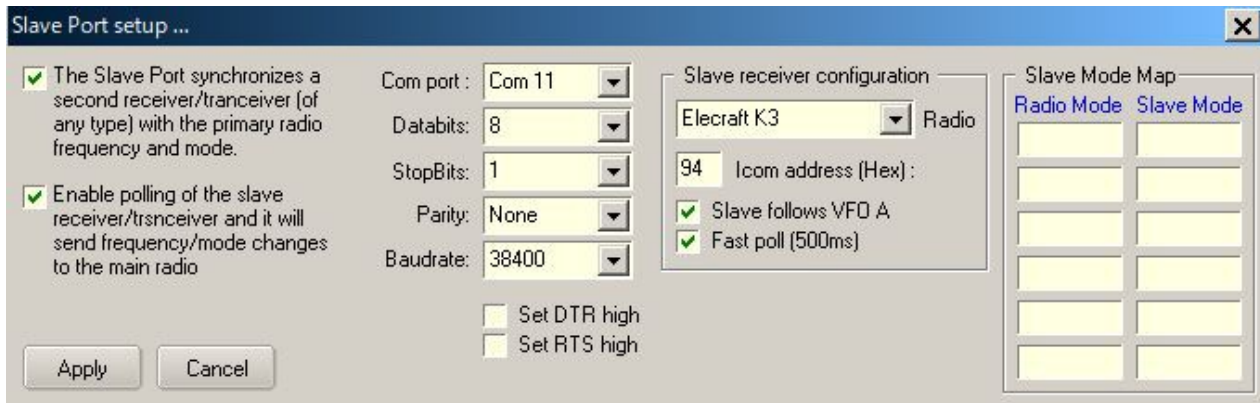 Slave Port setup ...
The Slave Port synchronizes a
second receiver/tranceiver (of
any type) with the primary radio
frequency and mode.
Enable polling of the slave
receiver/trsnceiver and it will
send frequency/mode changes
to the main radio
Apply
Cancel
Com port :
Com 11
Databits:
8
StopBits:
1
Parity:
None
Baudrate:
38400
Set DTR high
Set RTS high
Slave receiver configuration
Elecraft K3
Radio
94
Icom address (Hex) :
Slave follows VFO A
Fast poll (500ms)
Slave Mode Map
Radio Mode
Slave Mode